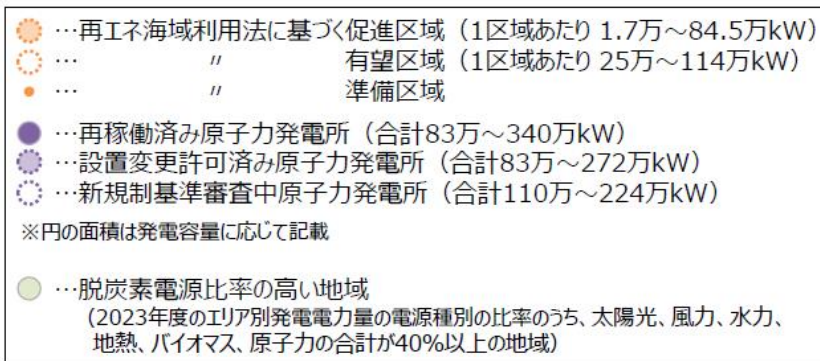 …再エネ海域利用法に基づく促進区域（1区域あたり 1.7万～84.5万kW）
… 〃 有望区域（1区域あたり 25万～114万kW）
… 〃 準備区域
…再稼働済み原子力発電所（合計83万～340万kW）
…設置変更許可済み原子力発電所（合計83万～272万kW）
…新規制基準審査中原子力発電所（合計110万～224万kW）
※円の面積は発電容量に応じて記載
…脱炭素電源比率の高い地域
（2023年度のエリア別発電電力量の電源種別の比率のうち、太陽光、風力、水力、
地熱、バイオマス、原子力の合計が40%以上の地域）